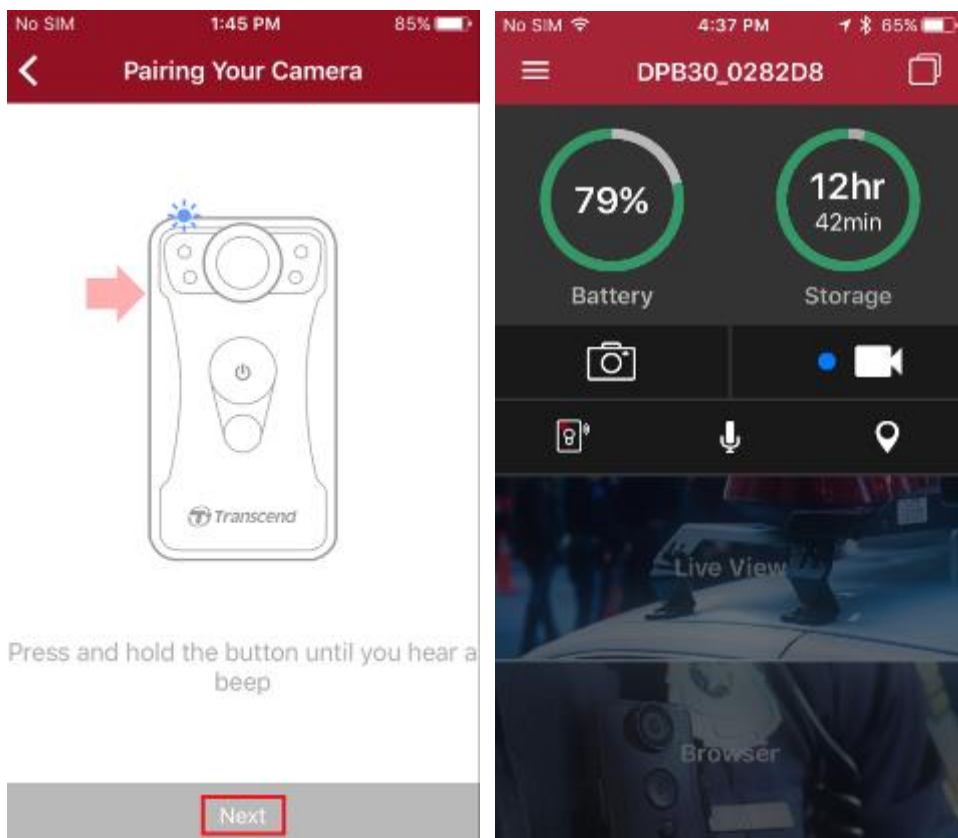 No SIM 1:45 PM 85%
Pairing Your Camera
Transcend
Press and hold the button until you hear a
beep
Next
No SIM 4:37 PM 65%
DPB30_0282D8
79%
12hr
42min
Battery Storage
Live View
Browser